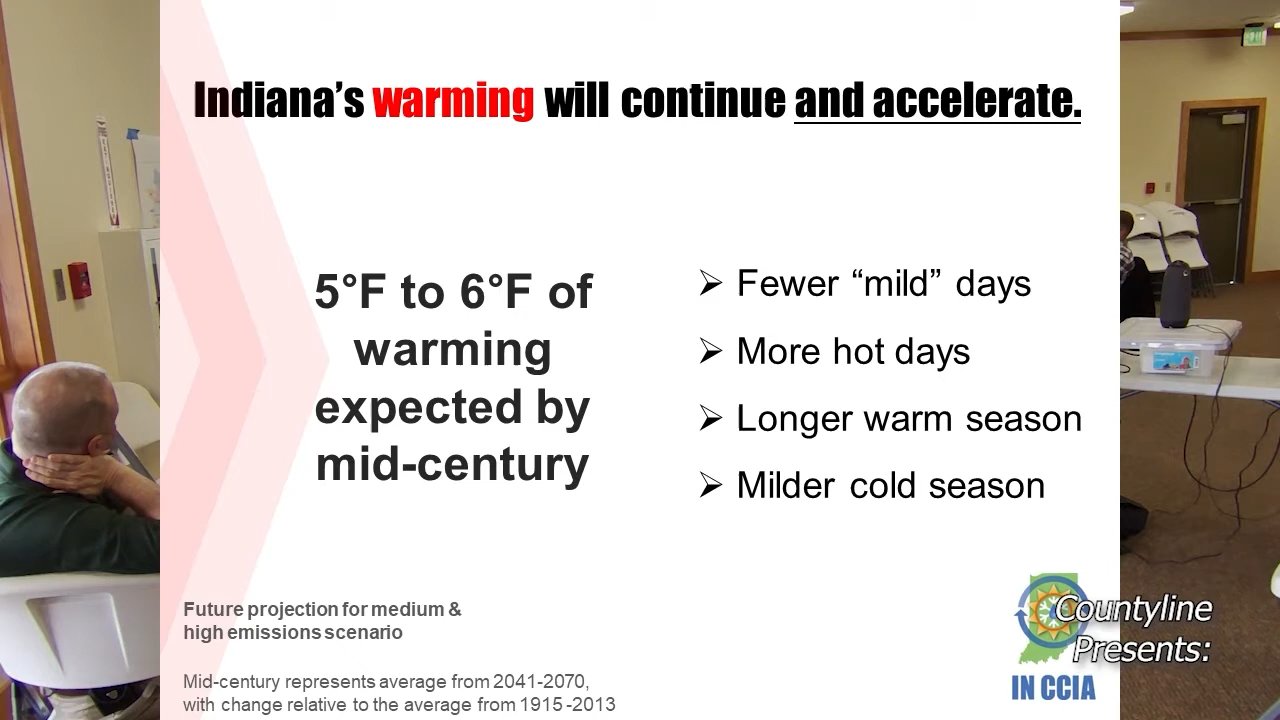 Indiana’s warming will continue and accelerate.
5°F to 6°F of
warming
expected by
mid-century
➢ Fewer “mild” days
➢ More hot days
➢ Longer warm season
➢ Milder cold season
Future projection for medium &
high emissions scenario
Mid-century represents average from 2041-2070,
with change relative to the average from 1915-2013
IN CCIA
Countyline
Presents: